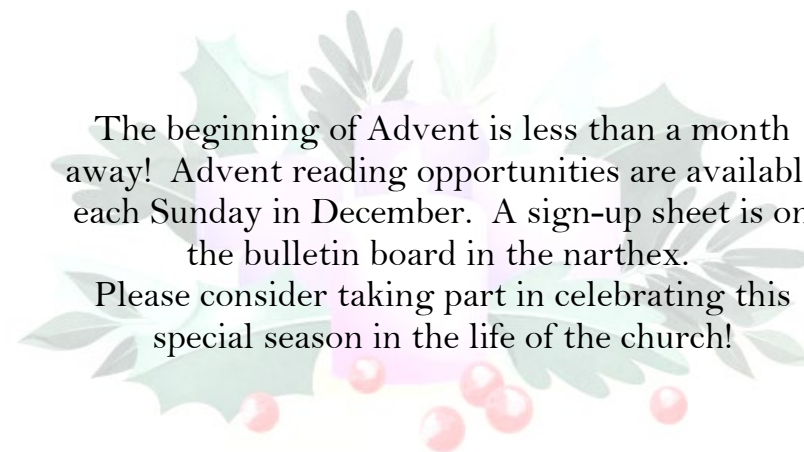 The beginning of Advent is less than a month
away!  Advent reading opportunities are availabl
each Sunday in December.  A sign-up sheet is on
the bulletin board in the narthex.
Please consider taking part in celebrating this
special season in the life of the church!